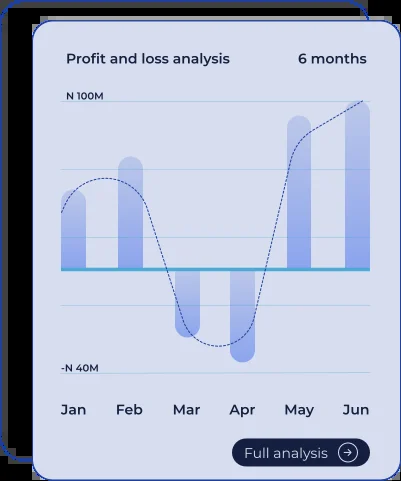 Profit and loss analysis 6 months
N 100M
-N 40M
Jan Feb Mar Apr May Jun
Full analysis